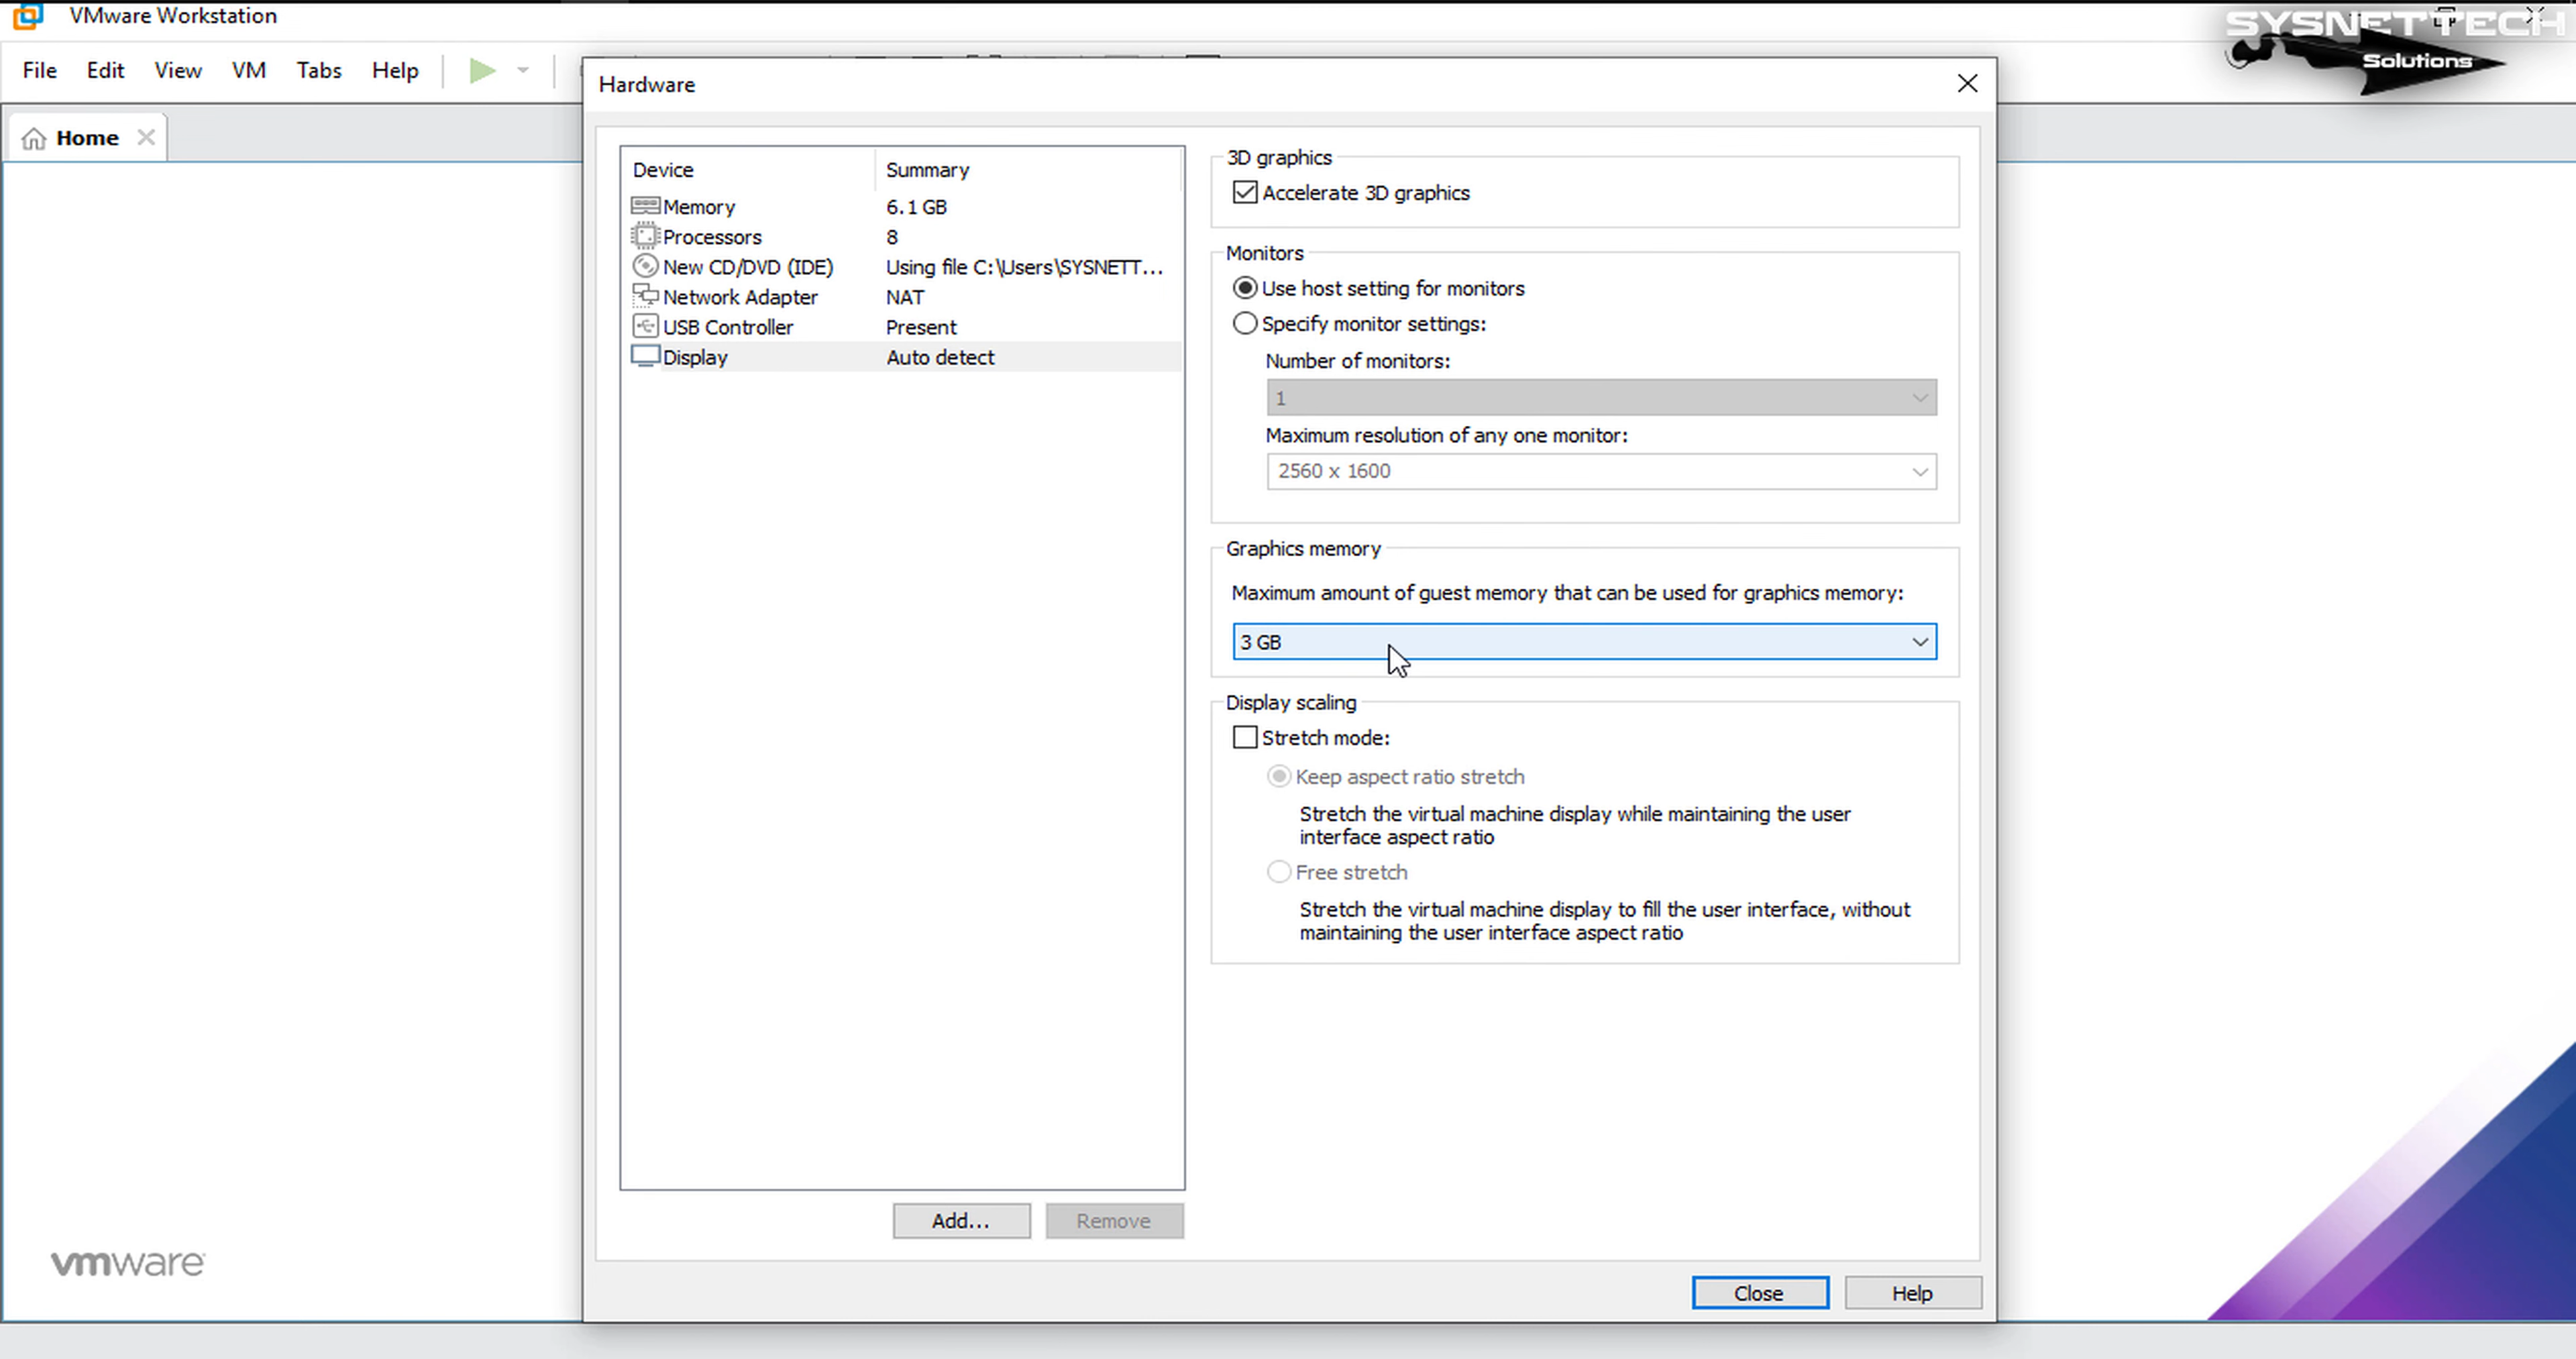 VMware Workstation
SYSNETTECH
Solutions
File Edit View VM Tabs Help
Home
Hardware
Device Summary
Memory 6.1 GB
Processors 8
New CD/DVD (IDE) Using file C:\Users\SYSNETT...
Network Adapter NAT
USB Controller Present
Display Auto detect
Add...
Remove
3D graphics
Accelerate 3D graphics
Monitors
Use host setting for monitors
Specify monitor settings:
Number of monitors:
1
Maximum resolution of any one monitor:
2560 x 1600
Graphics memory
Maximum amount of guest memory that can be used for graphics memory:
3 GB
Display scaling
Stretch mode:
Keep aspect ratio stretch
Stretch the virtual machine display while maintaining the user
interface aspect ratio
Free stretch
Stretch the virtual machine display to fill the user interface, without
maintaining the user interface aspect ratio
Close
Help
vmware